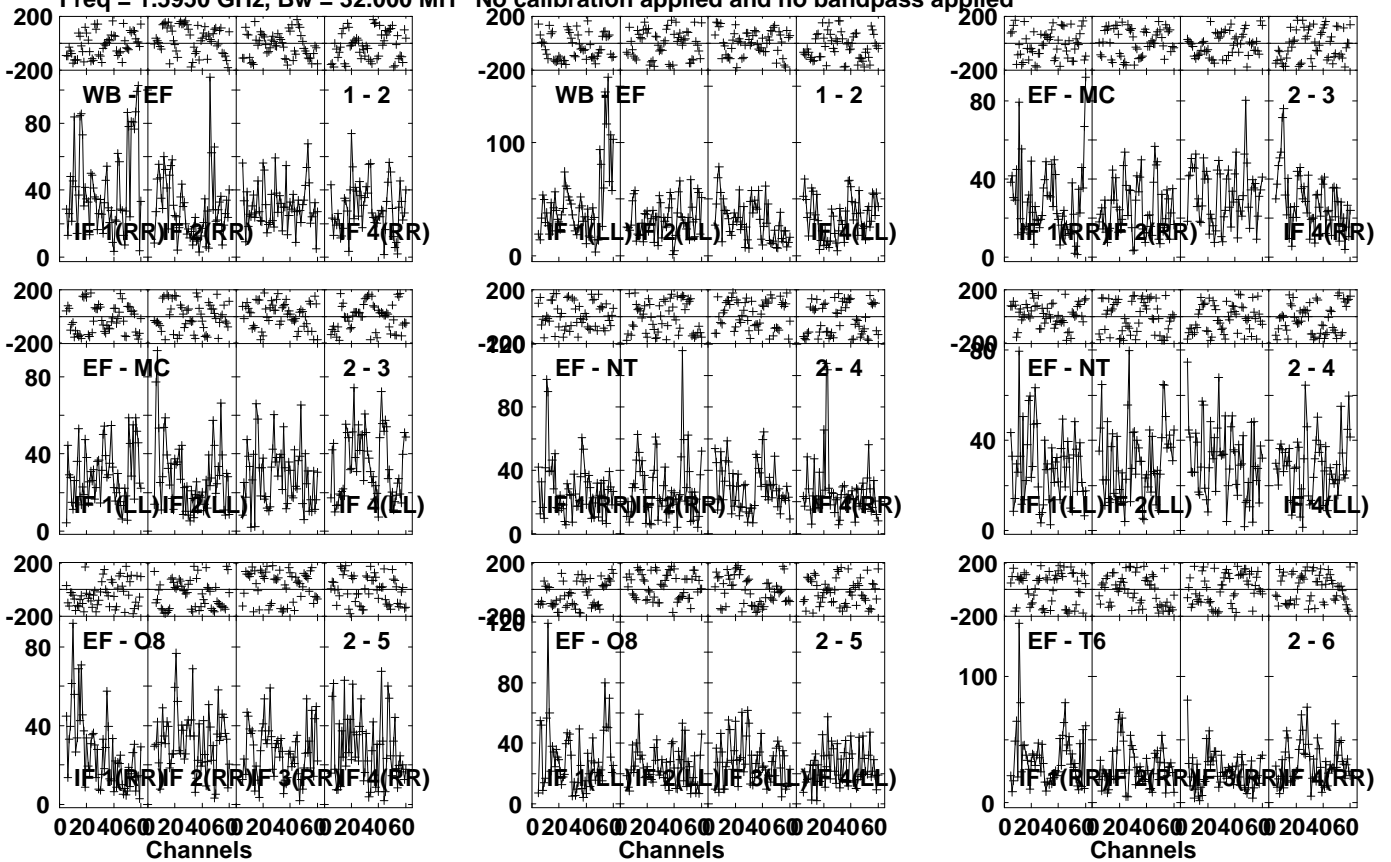 Freq = 1.5950 GHz, Bw = 32.000 MH No calibration applied and no bandpass applied
200
-200
WB - EF 1 - 2
80
40
0
IF 1(RR) IF 2(RR) IF 4(RR)
200
-200
WB - EF 1 - 2
100
0
IF 1(LL) IF 2(LL) IF 4(LL)
200
-200
EF - MC 2 - 3
80
40
0
IF 1(RR) IF 2(RR) IF 4(RR)
200
-200
EF - MC 2 - 3
80
40
0
IF 1(LL) IF 2(LL) IF 4(LL)
200
-200
120
EF - NT 2 - 4
80
40
0
IF 1(RR) IF 2(RR) IF 4(RR)
200
-200
80
EF - NT 2 - 4
40
0
IF 1(LL) IF 2(LL) IF 4(LL)
200
-200
EF - O8 2 - 5
80
40
0
IF 1(RR) IF 2(RR) IF 3(RR) IF 4(RR)
0 20 40 60 0 20 40 60 0 20 40 60 0 20 40 60
Channels
200
-200
120
EF - O8 2 - 5
80
40
0
IF 1(LL) IF 2(LL) IF 3(LL) IF 4(LL)
0 20 40 60 0 20 40 60 0 20 40 60 0 20 40 60
Channels
200
-200
EF - T6 2 - 6
100
0
IF 1(RR) IF 2(RR) IF 3(RR) IF 4(RR)
0 20 40 60 0 20 40 60 0 20 40 60 0 20 40 60
Channels